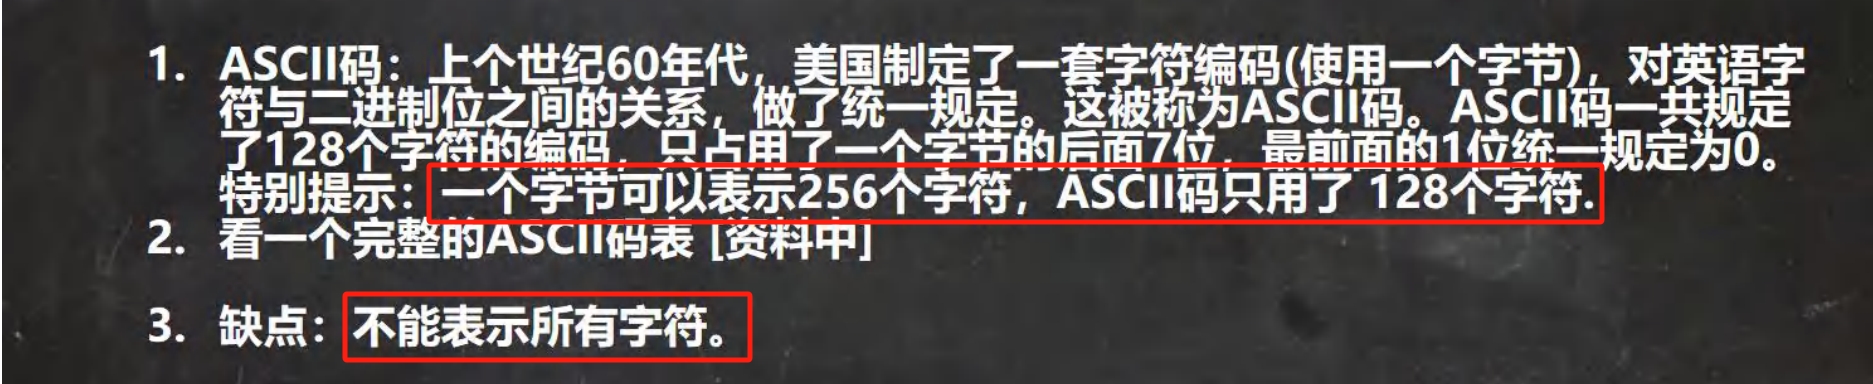 1. ASCII码：上个世纪60年代，美国制定了一套字符编码(使用一个字节)，对英语字
符与二进制位之间的关系，做了统一规定。这被称为ASCII码。ASCII码一共规定
了128个字符的编码，只占用了一个字节的后面7位，最前面的1位统一规定为0。
特别提示：一个字节可以表示256个字符，ASCII码只用了 128个字符.
2. 看一个完整的ASCII码表 [资料中]
3. 缺点：不能表示所有字符。